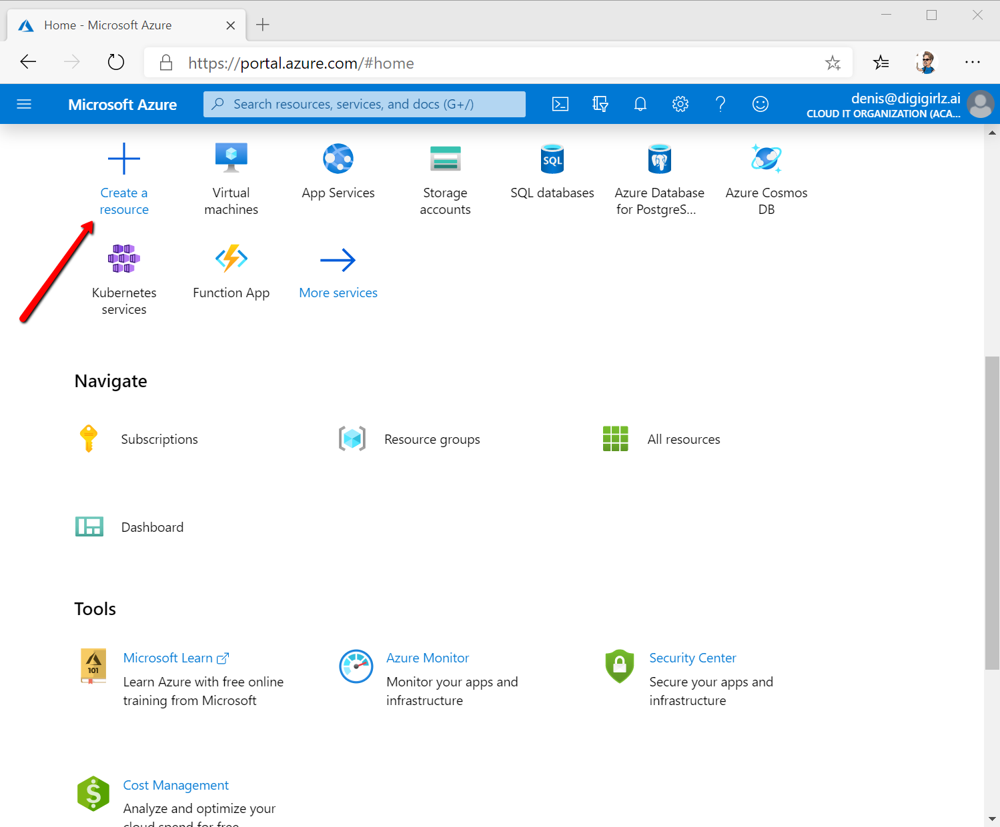 Home - Microsoft Azure
https://portal.azure.com/#home
Microsoft Azure
Search resources, services, and docs (G+/)
denis@digigirlz.ai
CLOUD IT ORGANIZATION (ACA...
Create a
resource
Virtual
machines
App Services
Storage
accounts
SQL
SQL databases
Azure Database
for PostgreS...
Azure Cosmos
DB
Kubernetes
services
Function App
More services
Navigate
Subscriptions
Resource groups
All resources
Dashboard
Tools
101
Microsoft Learn
Learn Azure with free online
training from Microsoft
Azure Monitor
Monitor your apps and
infrastructure
Security Center
Secure your apps and
infrastructure
$
Cost Management
Analyze and optimize your
cloud spend for free